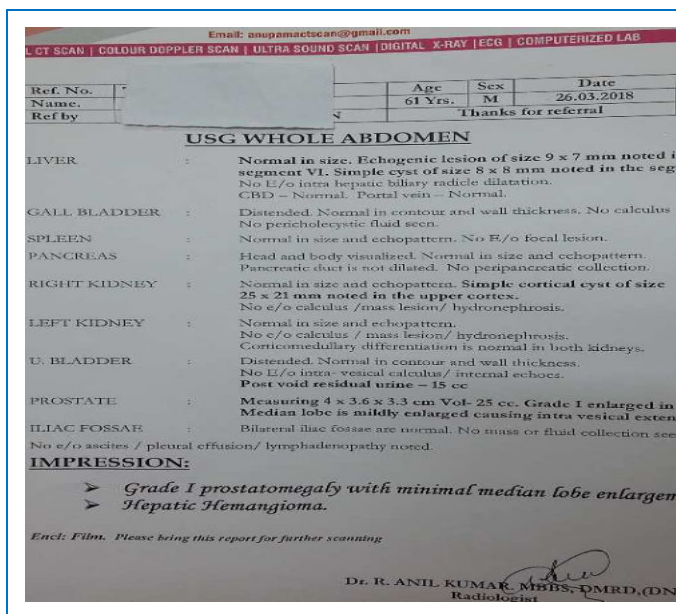 Email: anupamactscan@gmail.com
L CT SCAN | COLOUR DOPPLER SCAN | ULTRA SOUND SCAN |DIGITAL X-RAY |ECG | COMPUTERIZED LAB
Ref. No. Age Sex Date
Name. 61 Yrs. M 26.03.2018
Ref by N Thanks for referral
USG WHOLE ABDOMEN
LIVER : Normal in size. Echogenic lesion of size 9 x 7 mm noted i
segment VI. Simple cyst of size 8 x 8 mm noted in the seg
No E/o intra hepatic biliary radicle dilatation.
CBD – Normal. Portal vein – Normal.
GALL BLADDER : Distended. Normal in contour and wall thickness. No calculus
No pericholecystic fluid seen.
SPLEEN : Normal in size and echopattern. No E/o focal lesion.
PANCREAS : Head and body visualized. Normal in size and echopattern.
Pancreatic duct is not dilated. No peripancreatic collection.
RIGHT KIDNEY : Normal in size and echopattern. Simple cortical cyst of size
25 x 21 mm noted in the upper cortex.
No e/o calculus /mass lesion/ hydronephrosis.
LEFT KIDNEY : Normal in size and echopattern.
No e/o calculus / mass lesion/ hydronephrosis.
Corticomedullary differentiation is normal in both kidneys.
U. BLADDER : Distended. Normal in contour and wall thickness.
No E/o intra- vesical calculus/ internal echoes.
Post void residual urine – 15 cc
PROSTATE : Measuring 4 x 3.6 x 3.3 cm Vol- 25 cc. Grade I enlarged in
Median lobe is mildly enlarged causing intra vesical exten
ILIAC FOSSAE : Bilateral iliac fossae are normal. No mass or fluid collection see
No e/o ascites / pleural effusion/ lymphadenopathy noted.
IMPRESSION:
➢ Grade I prostatomegaly with minimal median lobe enlargem
➢ Hepatic Hemangioma.
Encl: Film. Please bring this report for further scanning
Dr. R. ANIL KUMAR. MBBS, DMRD,(DN
Radiologist